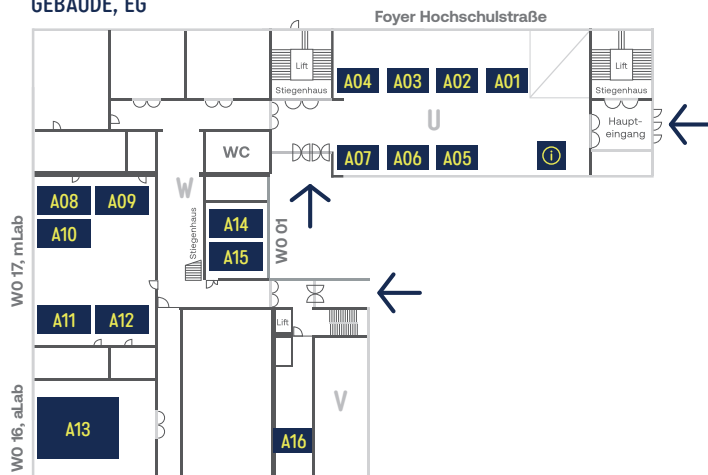 GEBÄUDE, EG
Foyer Hochschulstraße
Lift
Stiegenhaus
A04 A03 A02 A01
Lift
Stiegenhaus
U
Haupt-
eingang
WC
A07 A06 A05
i
W
A08 A09
A10
Stiegenhaus
A14
A15
WO 01
WO 17, mLab
A11 A12
Lift
V
WO 16, aLab
A13
A16